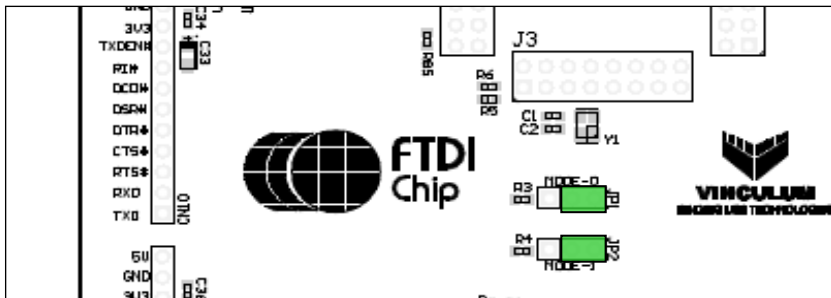 C34
3V3
TXDEN#
C33
RI#
DCD#
DSR#
DTR#
CTS#
RTS#
RXD
TXD
CN10
5V
GND
3V3
R85
J3
R6
R5
C1
C2
Y1
FTDI
Chip
MODE-0
R3
JP1
R4
JP2
MODE-1
VINCULUM